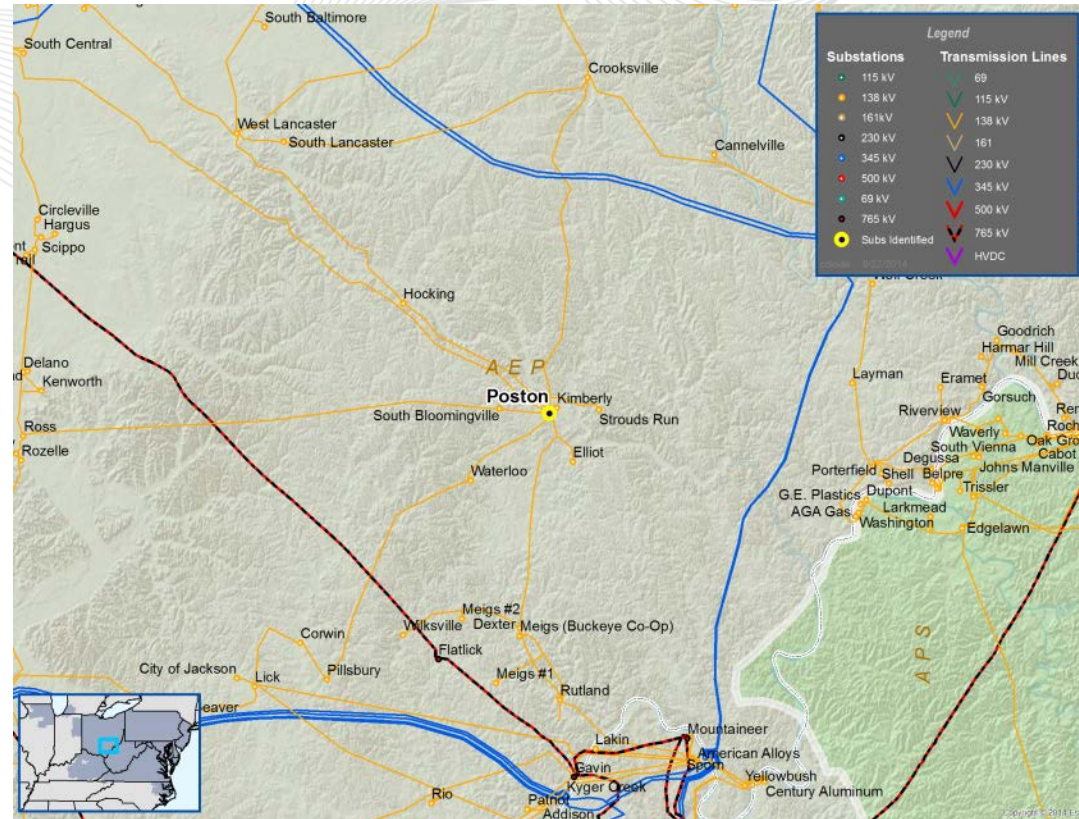 South Baltimore
South Central
Crooksville
West Lancaster
South Lancaster
Cannelville
Legend
Substations
Transmission Lines
115 kV
138 kV
161kV
230 kV
345 kV
500 kV
69 kV
765 kV
Subs Identified
69
115 kV
138 kV
161
230 kV
345 kV
500 kV
765 kV
HVDC
Circleville
Hargus
Scippo
Hocking
Goodrich
Harmar Hill
Mill Creek
Delano
Kenworth
AEP
Layman
Eramet
Gorsuch
Poston
Kimberly
South Bloomingville
Strouds Run
Riverview
Ross
Rozelle
Waverly
South Vienna
Oak Gro
Cabot
Elliot
Waterloo
Degussa
Johns Manville
Porterfield
Shell
Belpre
Trissler
G.E. Plastics
Dupont
AGA Gas
Larkmead
Washington
Edgelawn
Meigs #2
Wilksville
Dexter
Meigs (Buckeye Co-Op)
Corwin
Flatlick
APS
City of Jackson
Lick
Pillsbury
Meigs #1
Rutland
eaver
Mountaineer
Lakin
American Alloys
Sporn
Gavin
Kyger Creek
Yellowbush
Century Aluminum
Rio
Patriot
Addison